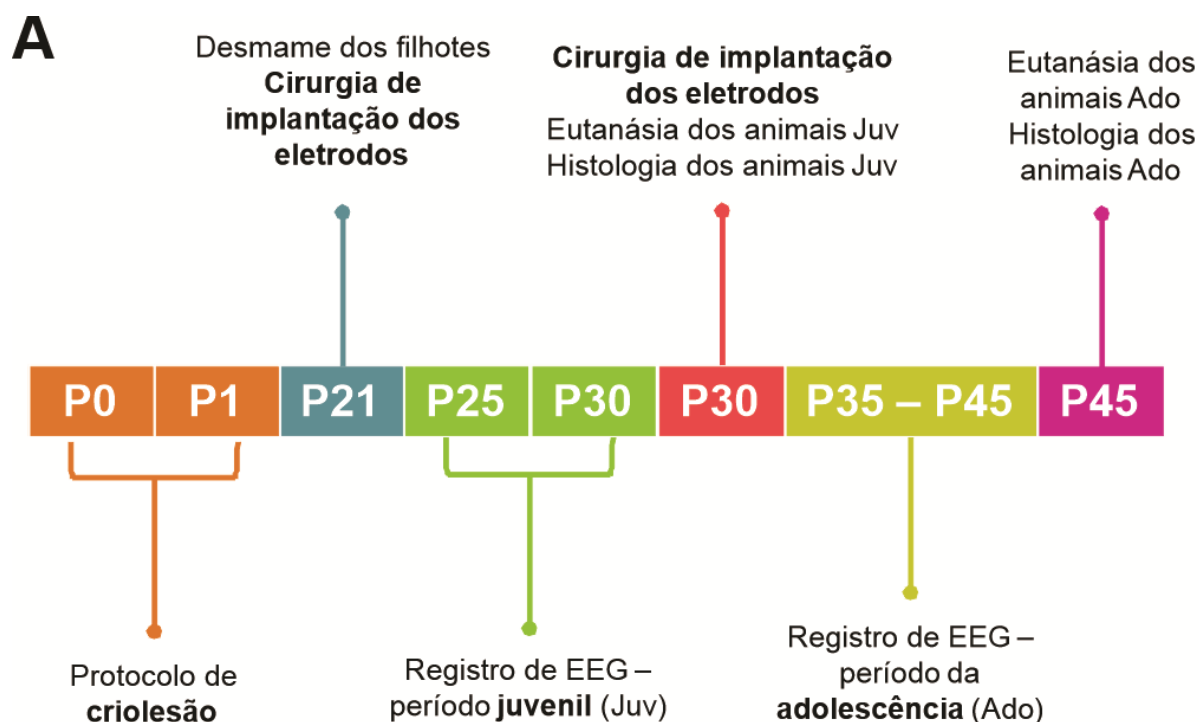 A
Desmame dos filhotes
Cirurgia de
implantação dos
eletrodos
Cirurgia de implantação
dos eletrodos
Eutanásia dos animais Juv
Histologia dos animais Juv
Eutanásia dos
animais Ado
Histologia dos
animais Ado
P0
P1
P21
P25
P30
P30
P35 – P45
P45
Protocolo de
criolesão
Registro de EEG –
período juvenil (Juv)
Registro de EEG –
período da
adolescência (Ado)